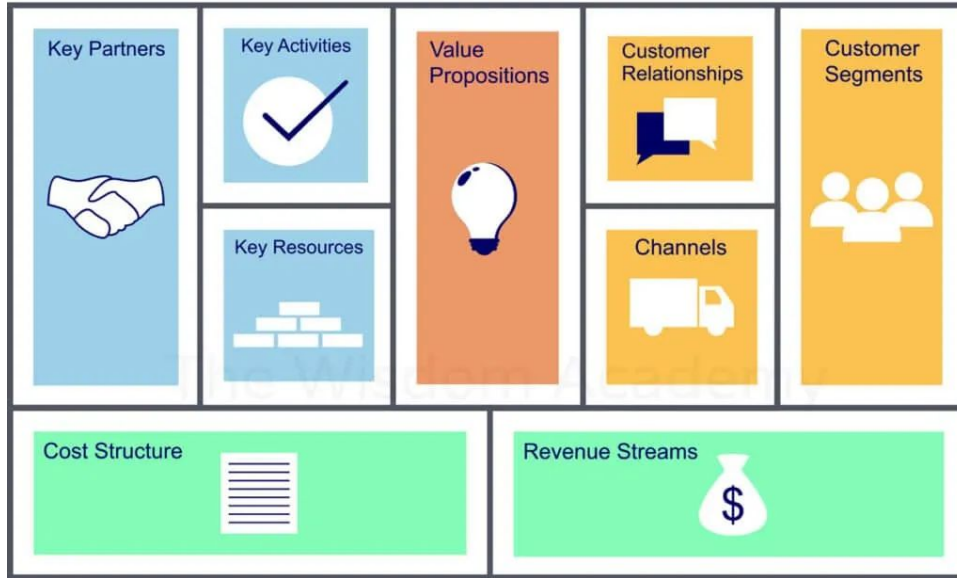 Key Partners
Key Activities
Key Resources
Value
Propositions
Customer
Relationships
Channels
Customer
Segments
Cost Structure
Revenue Streams
$
The Wisdom Academy